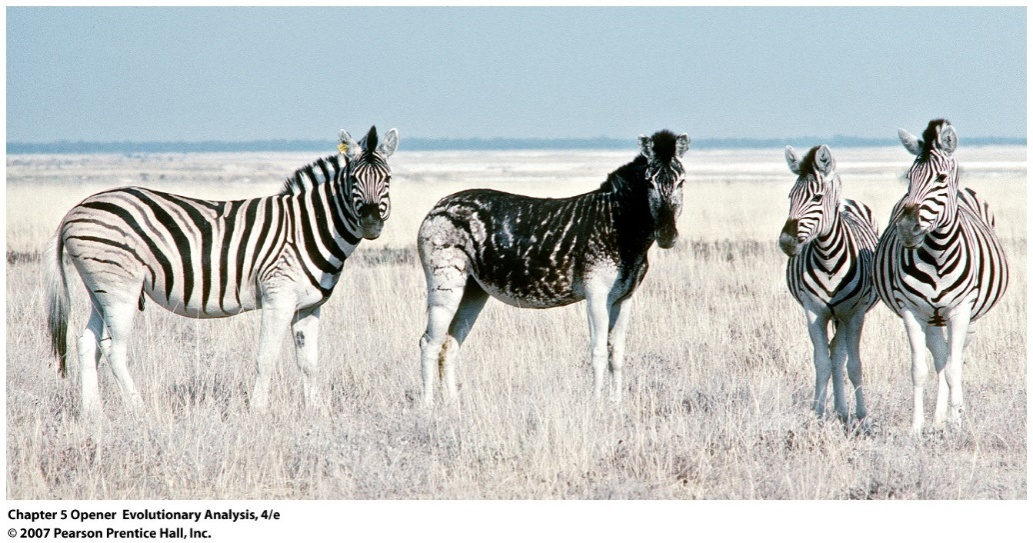 Chapter 5 Opener Evolutionary Analysis, 4/e
© 2007 Pearson Prentice Hall, Inc.